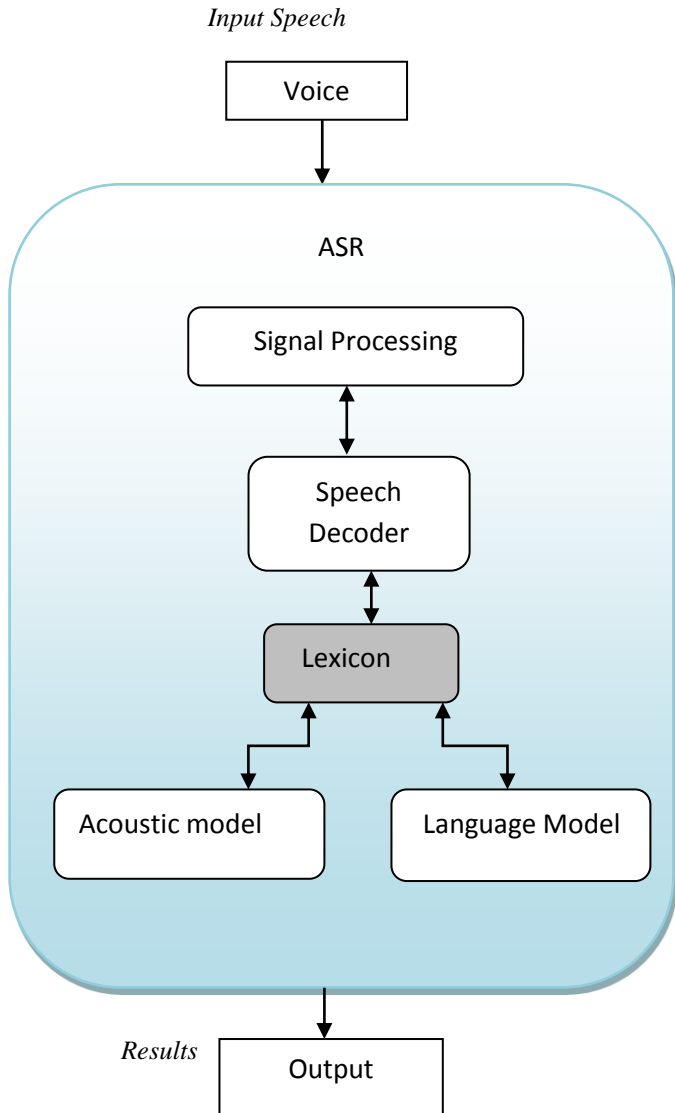 Input Speech
Voice
ASR
Signal Processing
Speech
Decoder
Lexicon
Acoustic model
Language Model
Results
Output